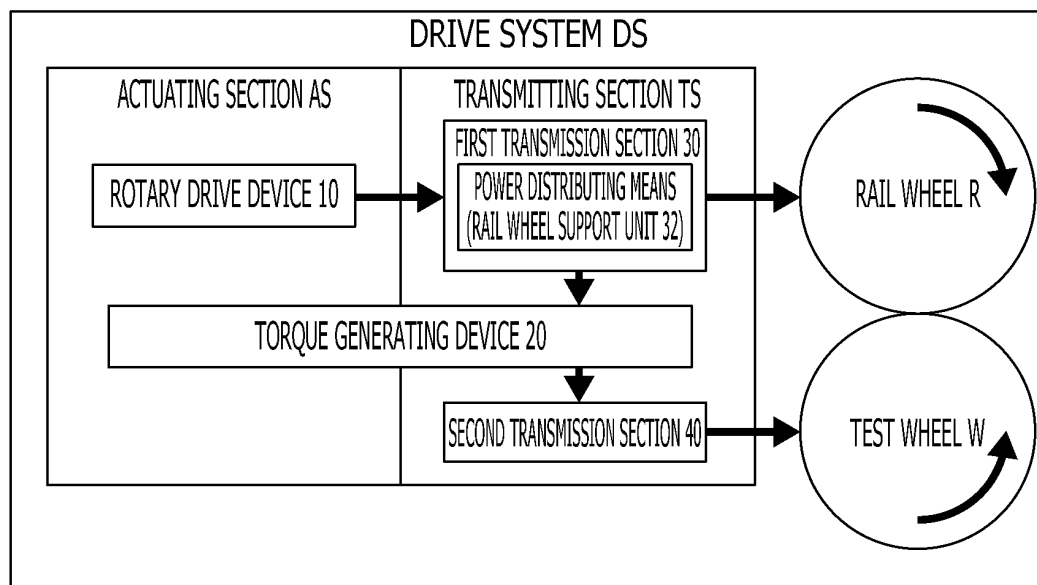 DRIVE SYSTEM DS
ACTUATING SECTION AS
TRANSMITTING SECTION TS
FIRST TRANSMISSION SECTION 30
ROTARY DRIVE DEVICE 10
POWER DISTRIBUTING MEANS
(RAIL WHEEL SUPPORT UNIT 32)
RAIL WHEEL R
TORQUE GENERATING DEVICE 20
SECOND TRANSMISSION SECTION 40
TEST WHEEL W